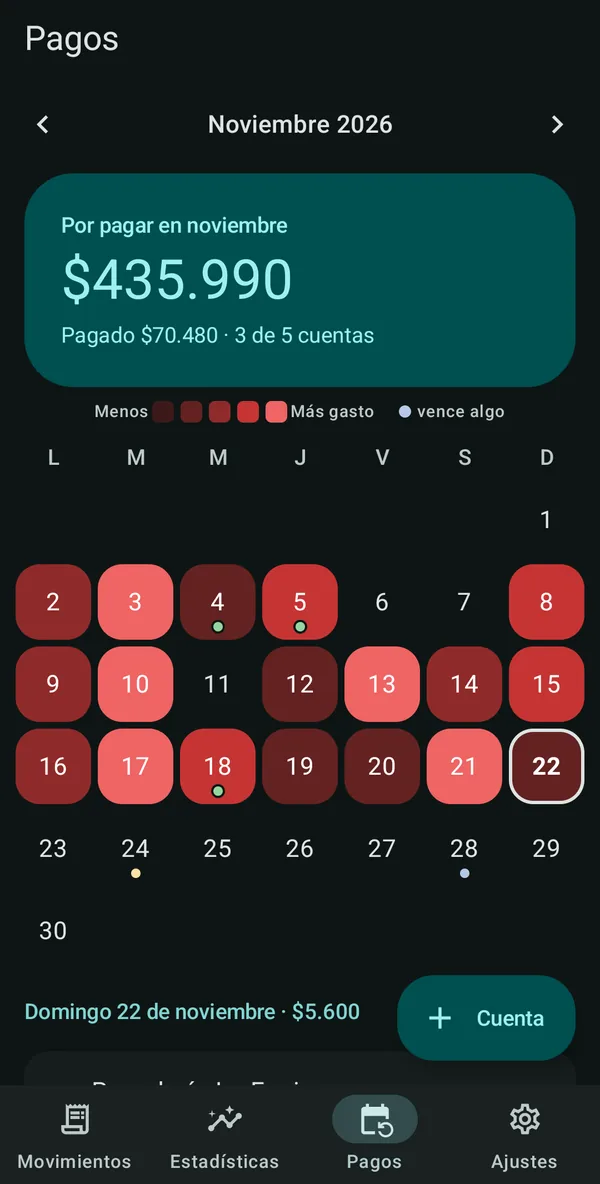 Pagos
Noviembre 2026
Por pagar en noviembre
$435.990
Pagado $70.480 · 3 de 5 cuentas
Menos Más gasto vence algo
L M M J V S D
1
2 3 4 5 6 7 8
9 10 11 12 13 14 15
16 17 18 19 20 21 22
23 24 25 26 27 28 29
30
Domingo 22 de noviembre · $5.600
Cuenta
Movimientos Estadísticas Pagos Ajustes